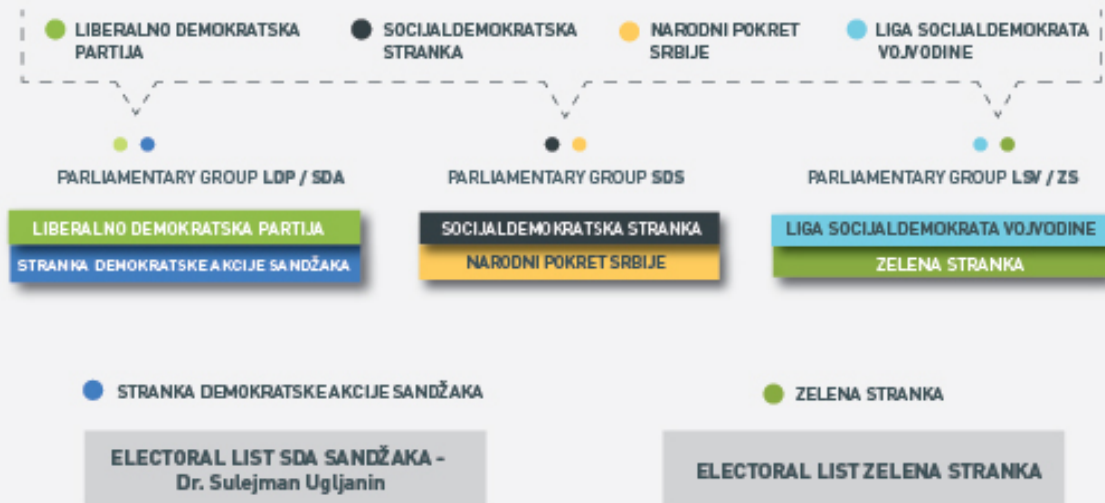 LIBERALNO DEMOKRATSKA
PARTIJA
SOCIJALDEMOKRATSKA
STRANKA
NARODNI POKRET
SRBIJE
LIGA SOCIJALDEMOKRATA
VOJVODINE
PARLIAMENTARY GROUP LDP / SDA
PARLIAMENTARY GROUP SDS
PARLIAMENTARY GROUP LSV / ZS
LIBERALNO DEMOKRATSKA PARTIJA
STRANKA DEMOKRATSKE AKCIJE SANDŽAKA
SOCIJALDEMOKRATSKA STRANKA
NARODNI POKRET SRBIJE
LIGA SOCIJALDEMOKRATA VOJVODINE
ZELENA STRANKA
STRANKA DEMOKRATSKE AKCIJE SANDŽAKA
ZELENA STRANKA
ELECTORAL LIST SDA SANDŽAKA –
Dr. Sulejman Ugljanin
ELECTORAL LIST ZELENA STRANKA